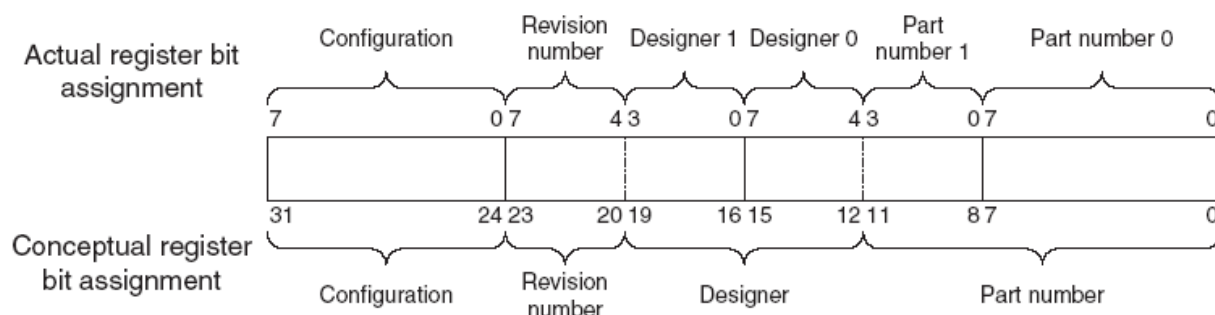 Actual register bit
assignment
Configuration
Revision
number
Designer 1
Designer 0
Part
number 1
Part number 0
7 0 7 4 3 0 7 4 3 0 7 0
31 24 23 20 19 16 15 12 11 8 7 0
Conceptual register
bit assignment
Configuration
Revision
number
Designer
Part number